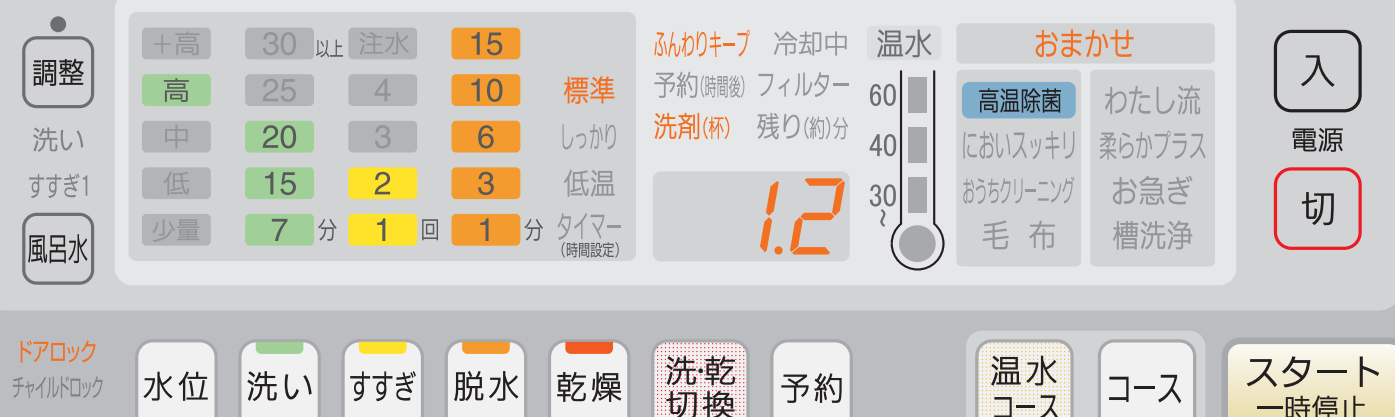 調整
洗い
すすぎ1
風呂水
＋高
高
中
低
少量
30以上
25
20
15
7分
注水
4
3
2
1回
15
10
6
3
1分
標準
しっかり
低温
タイマー
(時間設定)
ふんわりキープ 冷却中
予約(時間後) フィルター
洗剤(杯) 残り(約)分
1.2
温水
60
40
30
～
おまかせ
高温除菌
においスッキリ
おうちクリーニング
毛布
わたし流
柔らかプラス
お急ぎ
槽洗浄
入
電源
切
ドアロック
チャイルドロック
水位
洗い
すすぎ
脱水
乾燥
洗・乾
切換
予約
温水
コース
コース
スタート
一時停止